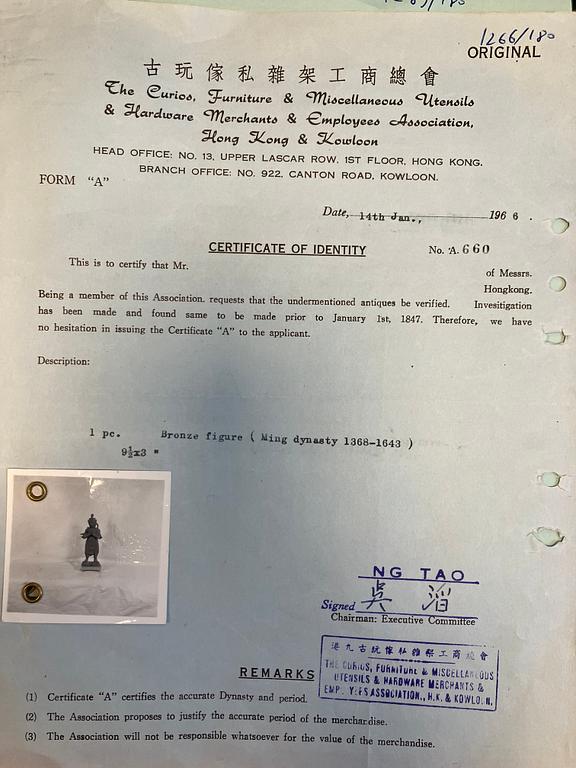 1266/180
ORIGINAL
古玩傢私雜架工商總會
The Curios, Furniture & Miscellaneous Utensils
& Hardware Merchants & Employees Association,
Hong Kong & Kowloon
HEAD OFFICE: NO. 13, UPPER LASCAR ROW, 1ST FLOOR, HONG KONG.
BRANCH OFFICE: NO. 922, CANTON ROAD, KOWLOON.
FORM "A"
Date, 14th Jan., 1966.
CERTIFICATE OF IDENTITY
No. 'A. 660
This is to certify that Mr.
of Messrs.
Hongkong.
Being a member of this Association, requests that the undermentioned antiques be verified. Invesitigation
has been made and found same to be made prior to January 1st, 1847. Therefore, we have
no hesitation in issuing the Certificate "A" to the applicant.
Description:
1 pc. Bronze figure ( Ming dynasty 1368-1643 )
9½x3 "
NG TAO
Signed 吳滔
Chairman: Executive Committee
港九古玩傢私雜架工商總會
THE CURIOS, FURNITURE & MISCELLANEOUS
UTENSILS & HARDWARE MERCHANTS &
EMPLOYEES ASSOCIATION, H.K. & KOWLOON.
REMARKS
(1) Certificate "A" certifies the accurate Dynasty and period.
(2) The Association proposes to justify the accurate period of the merchandise.
(3) The Association will not be responsible whatsoever for the value of the merchandise.